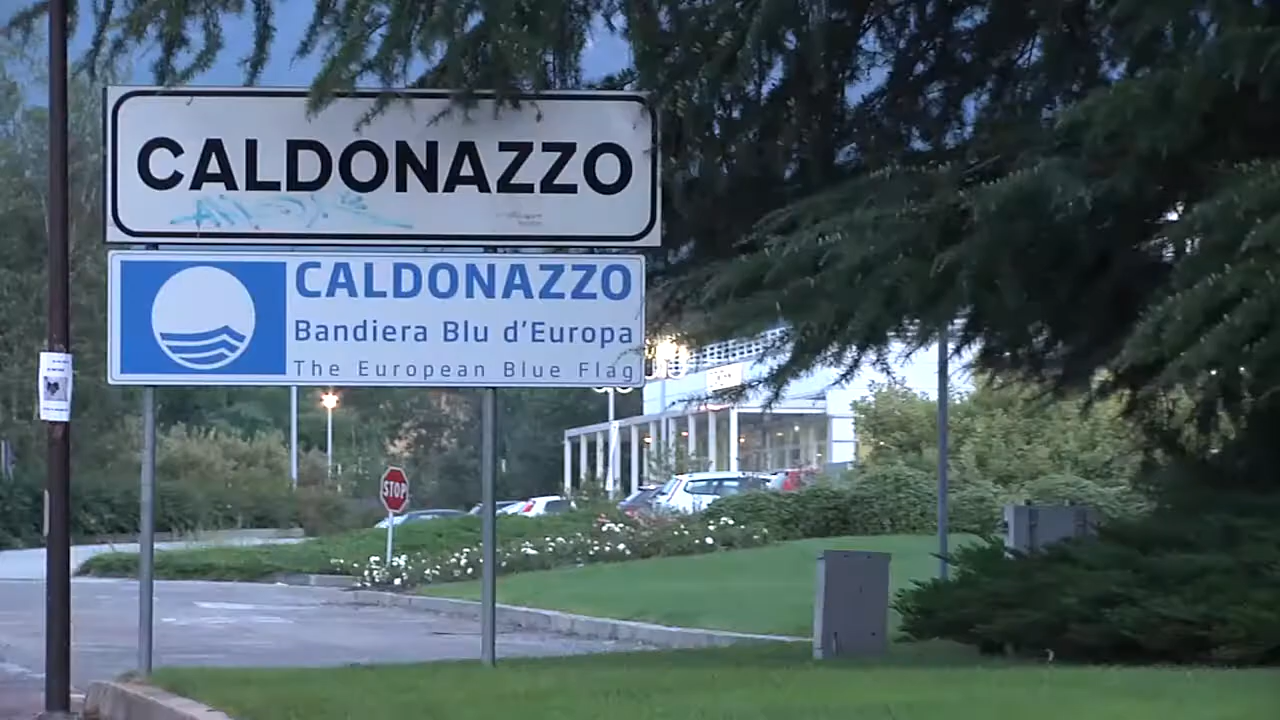 CALDONAZZO
CALDONAZZO
Bandiera Blu d'Europa
The European Blue Flag
STOP